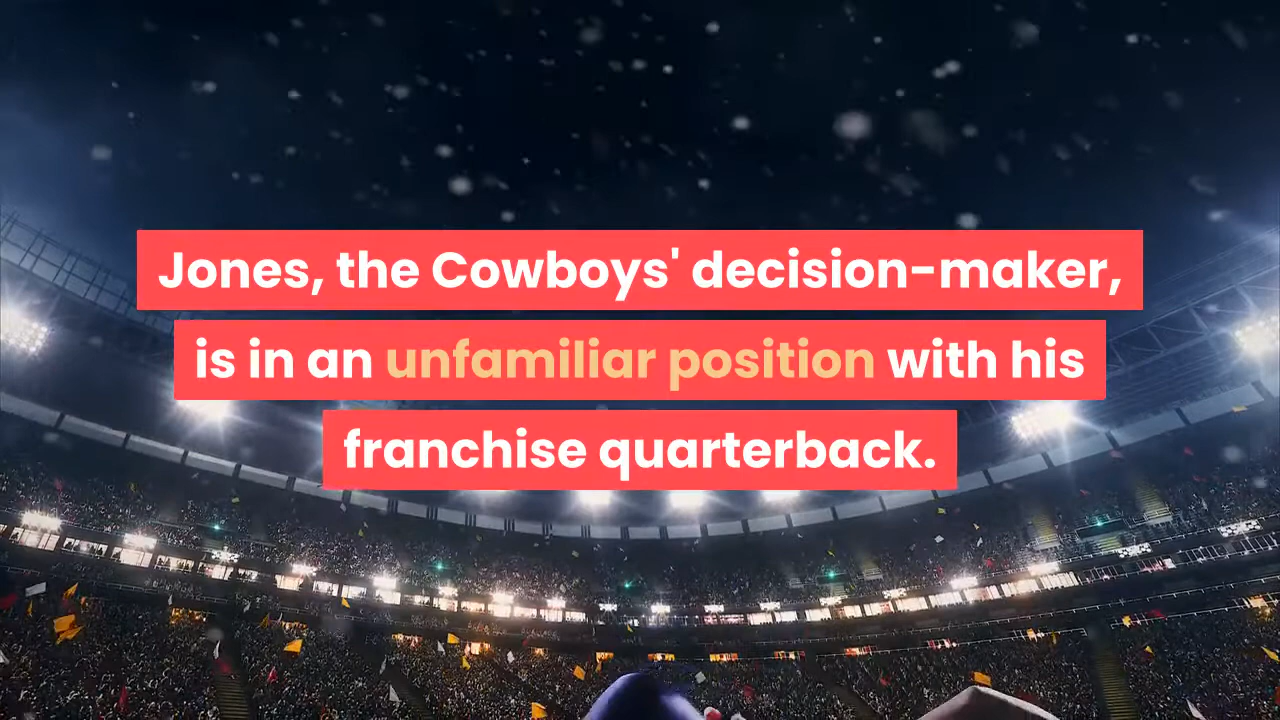 Jones, the Cowboys' decision-maker,
is in an unfamiliar position with his
franchise quarterback.